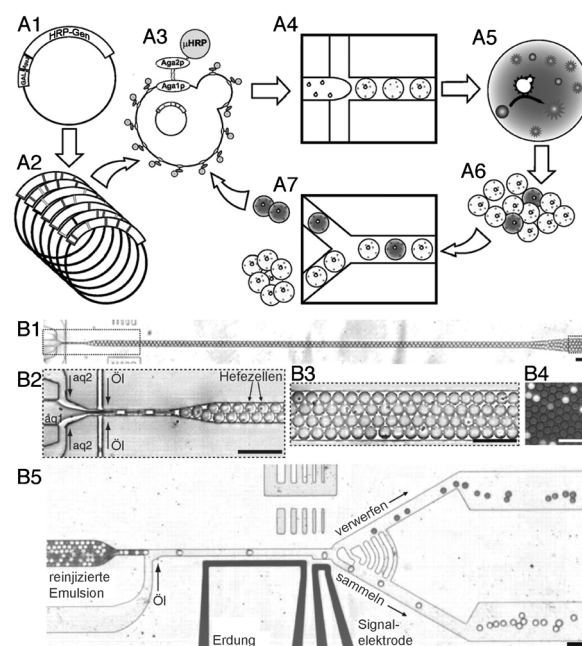 A1
HRP-Gen
GAL
A2
A3
µHRP
Aga2p
Aga1p
A4
A5
A6
A7
B1
B2
aq2
Öl
Hefezellen
aq1
aq2
Öl
B3
B4
B5
verwerfen
reinjizierte
Emulsion
Öl
sammeln
Erdung
Signal-
elektrode